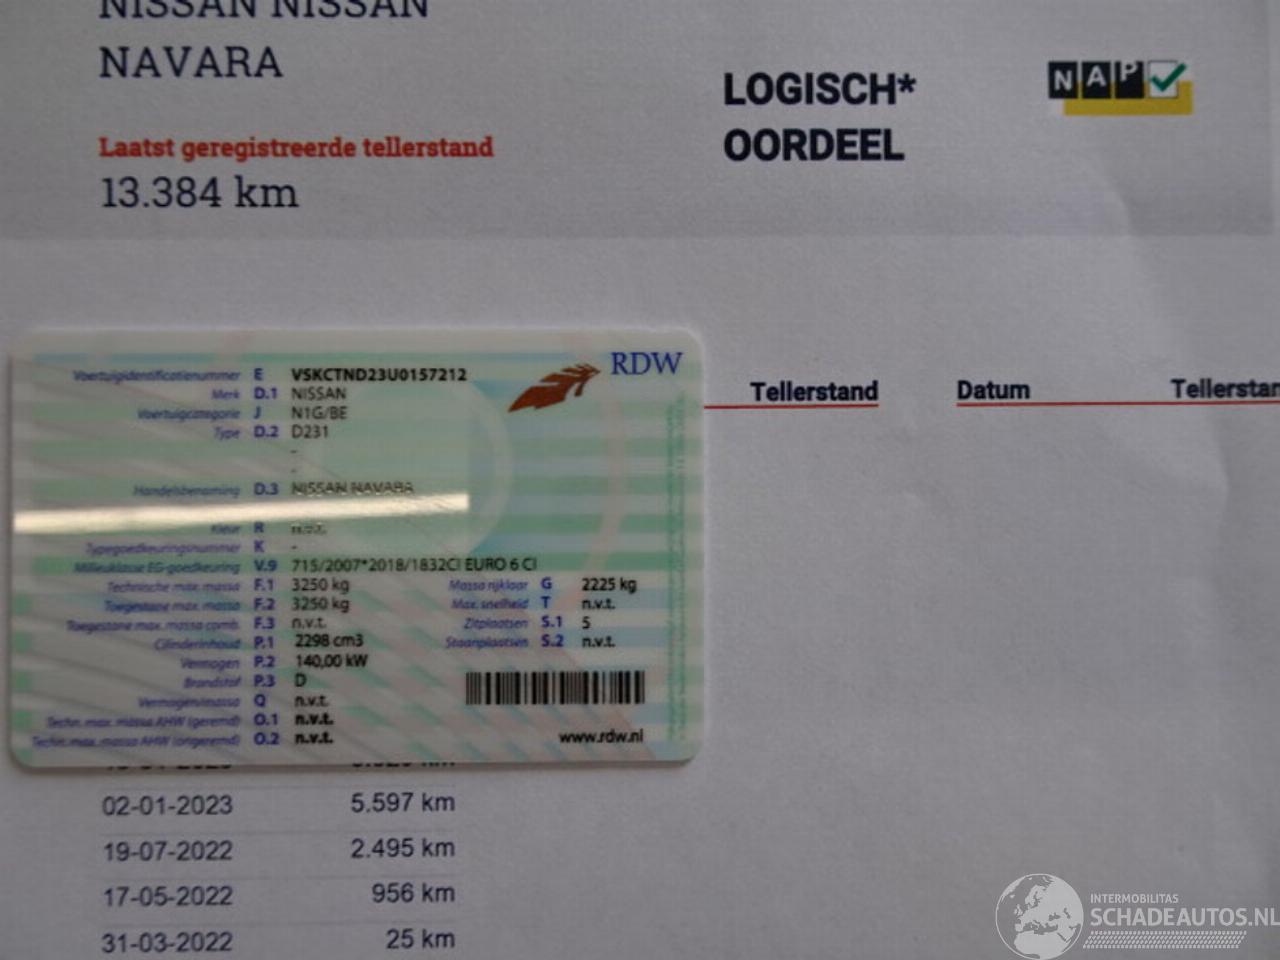 NISSAN NISSAN
NAVARA
Laatst geregistreerde tellerstand
13.384 km
LOGISCH*
OORDEEL
NAP
Tellerstand Datum Tellerstan
RDW
Voertuigidentificatienummer E VSKCTND23U0157212
Merk D.1 NISSAN
Voertuigcategorie J N1G/BE
Type D.2 D231
-
-
Handelsbenaming D.3 NISSAN NAVARA
Kleur R n.v.t.
Typegoedkeuringsnummer K -
Milieuklasse EG-goedkeuring V.9 715/2007*2018/1832CI EURO 6 CI
Technische max. massa F.1 3250 kg Massa rijklaar G 2225 kg
Toegestane max. massa F.2 3250 kg Max. snelheid T n.v.t.
Toegestane max. massa comb. F.3 n.v.t. Zitplaatsen S.1 5
Cilinderinhoud P.1 2298 cm3 Staanplaatsen S.2 n.v.t.
Vermogen P.2 140,00 kW
Brandstof P.3 D
Vermogen/massa Q n.v.t.
Techn. max. massa AHW (geremd) O.1 n.v.t.
Techn. max. massa AHW (ongeremd) O.2 n.v.t.
www.rdw.nl
02-01-2023 5.597 km
19-07-2022 2.495 km
17-05-2022 956 km
31-03-2022 25 km
INTERMOBILITAS
SCHADEAUTOS.NL